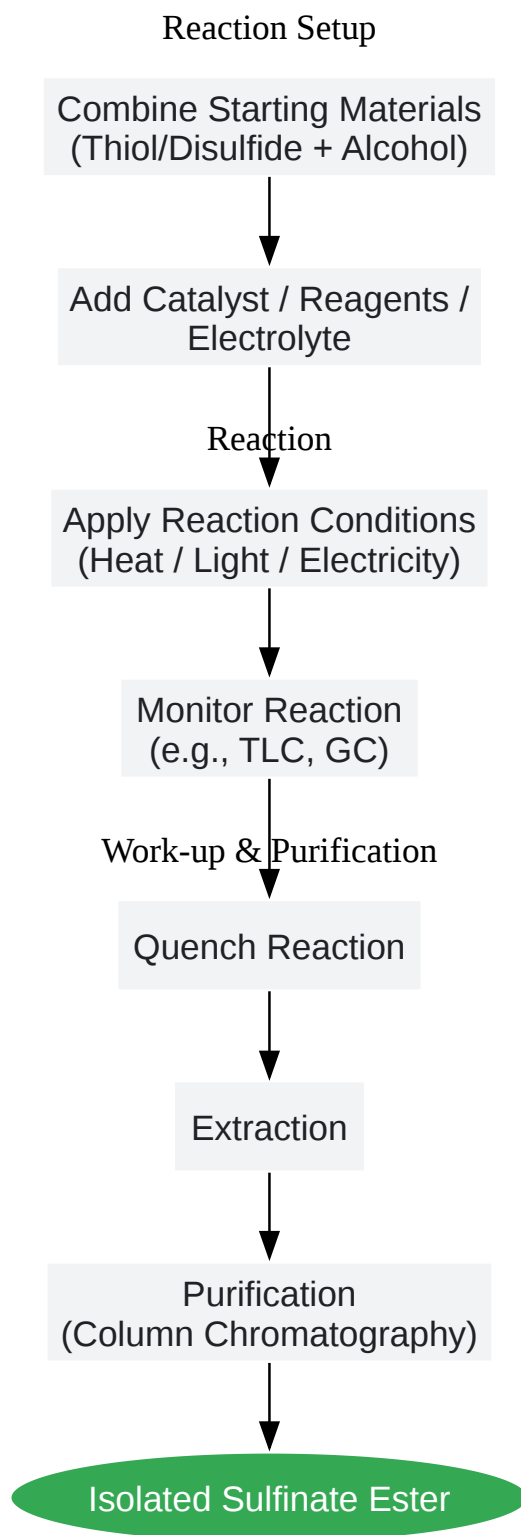 Reaction Setup
Combine Starting Materials
(Thiol/Disulfide + Alcohol)
Add Catalyst / Reagents /
Electrolyte
Reaction
Apply Reaction Conditions
(Heat / Light / Electricity)
Monitor Reaction
(e.g., TLC, GC)
Work-up & Purification
Quench Reaction
Extraction
Purification
(Column Chromatography)
Isolated Sulfinate Ester